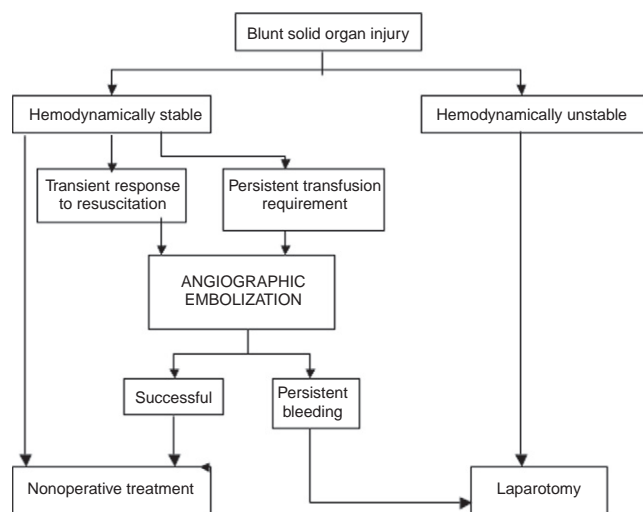 Blunt solid organ injury
Hemodynamically stable
Hemodynamically unstable
Transient response
to resuscitation
Persistent transfusion
requirement
ANGIOGRAPHIC
EMBOLIZATION
Successful
Persistent
bleeding
Nonoperative treatment
Laparotomy